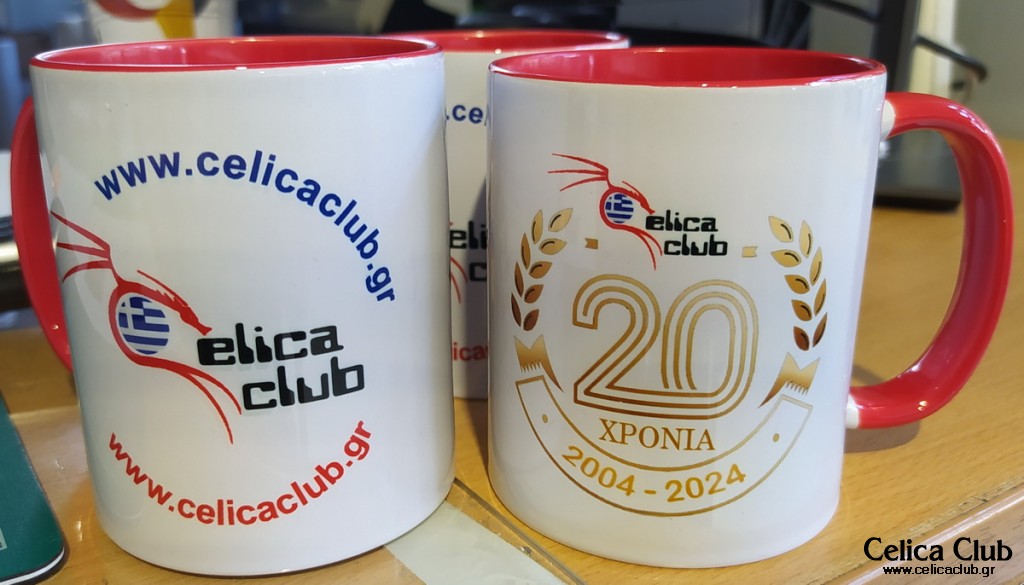 www.celicaclub.gr
elica
club
www.celicaclub.gr
elica
club
20
ΧΡΟΝΙΑ
2004 - 2024
Celica Club
www.celicaclub.gr